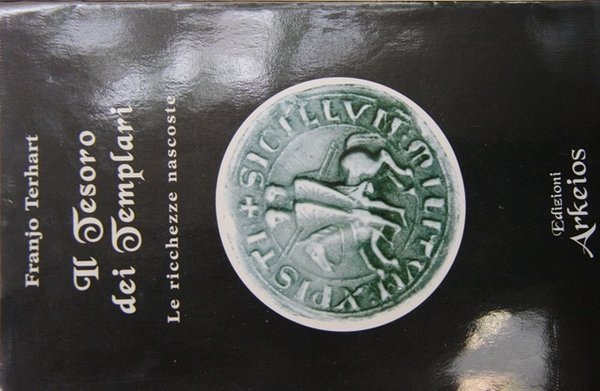 Franjo Terhart
Il Tesoro
dei Templari
Le ricchezze nascoste
+ SIGILLVM MILITVM XPISTI
Edizioni
Arkeios